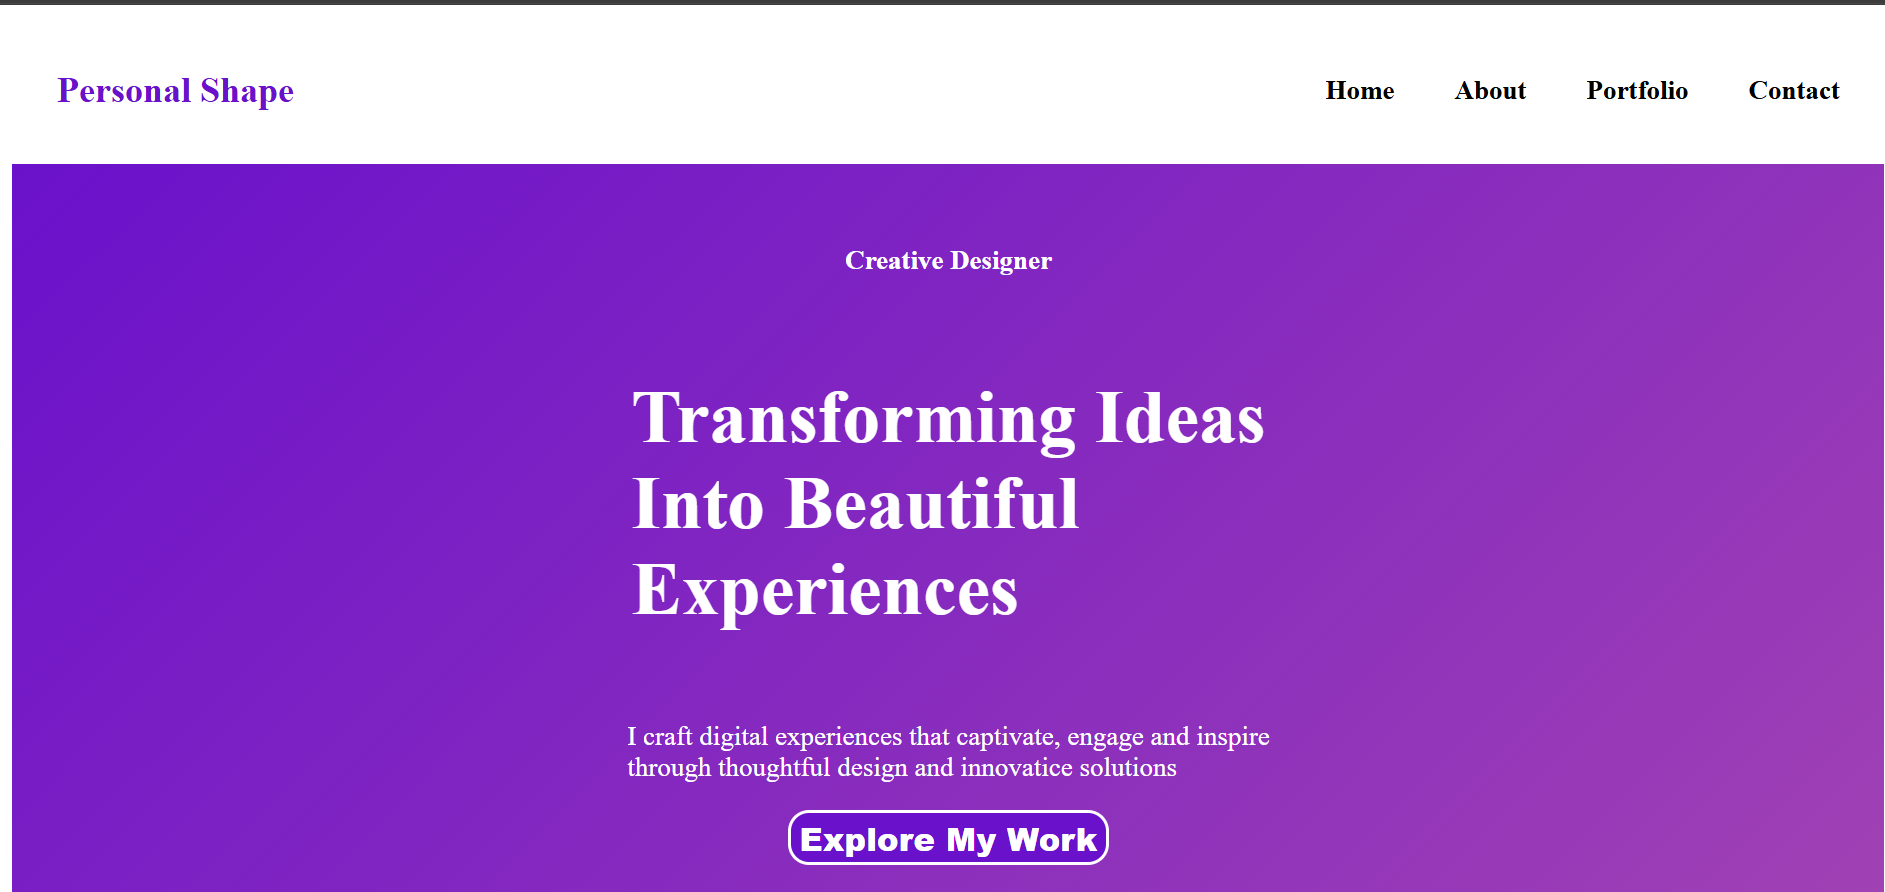 Personal Shape
Home About Portfolio Contact
Creative Designer
Transforming Ideas
Into Beautiful
Experiences
I craft digital experiences that captivate, engage and inspire
through thoughtful design and innovatice solutions
Explore My Work